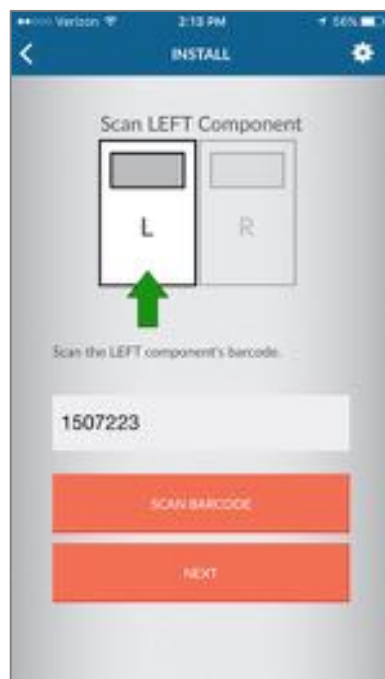 Verizon 2:13 PM 56%
INSTALL
Scan LEFT Component
L R
Scan the LEFT component's barcode.
1507223
SCAN BARCODE
NEXT